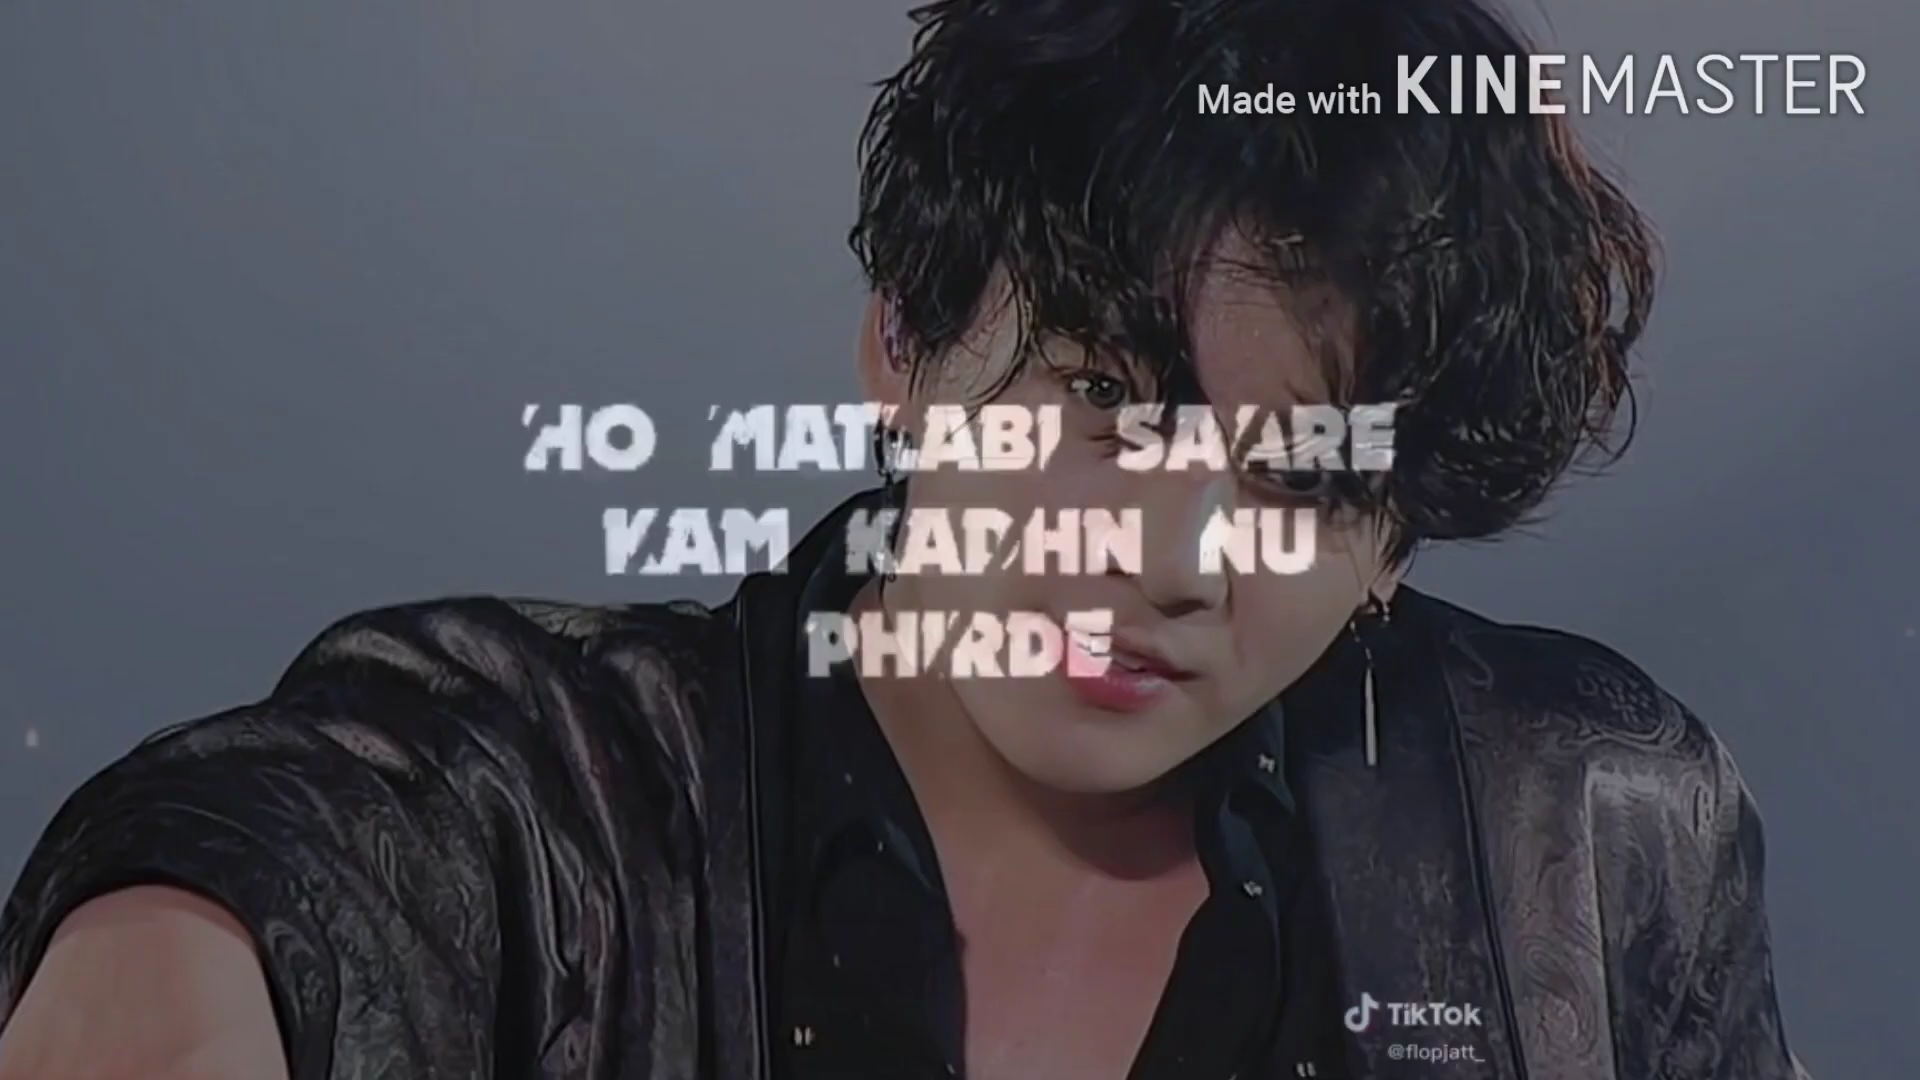 Made with KINEMASTER
HO MATLABI SAARE
KAM KADHN NU
PHIRDE
TikTok
@flopjatt_